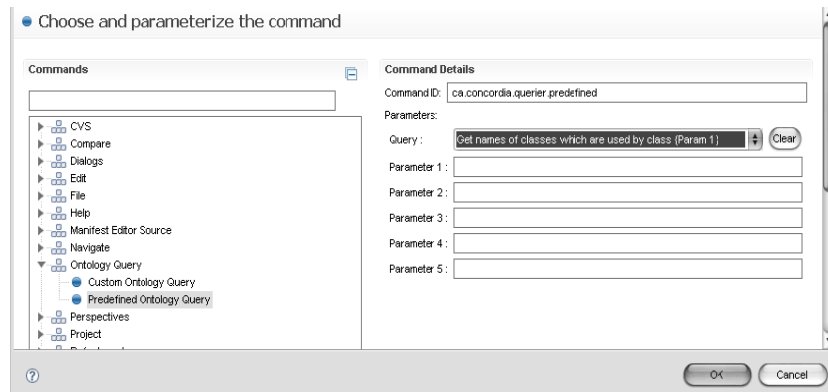 Choose and parameterize the command
Commands
CVS
Compare
Dialogs
Edit
File
Help
Manifest Editor Source
Navigate
Ontology Query
Custom Ontology Query
Predefined Ontology Query
Perspectives
Project
Command Details
Command ID: ca.concordia.querier.predefined
Parameters:
Query : Get names of classes which are used by class (Param 1) Clear
Parameter 1 :
Parameter 2 :
Parameter 3 :
Parameter 4 :
Parameter 5 :
?
OK Cancel